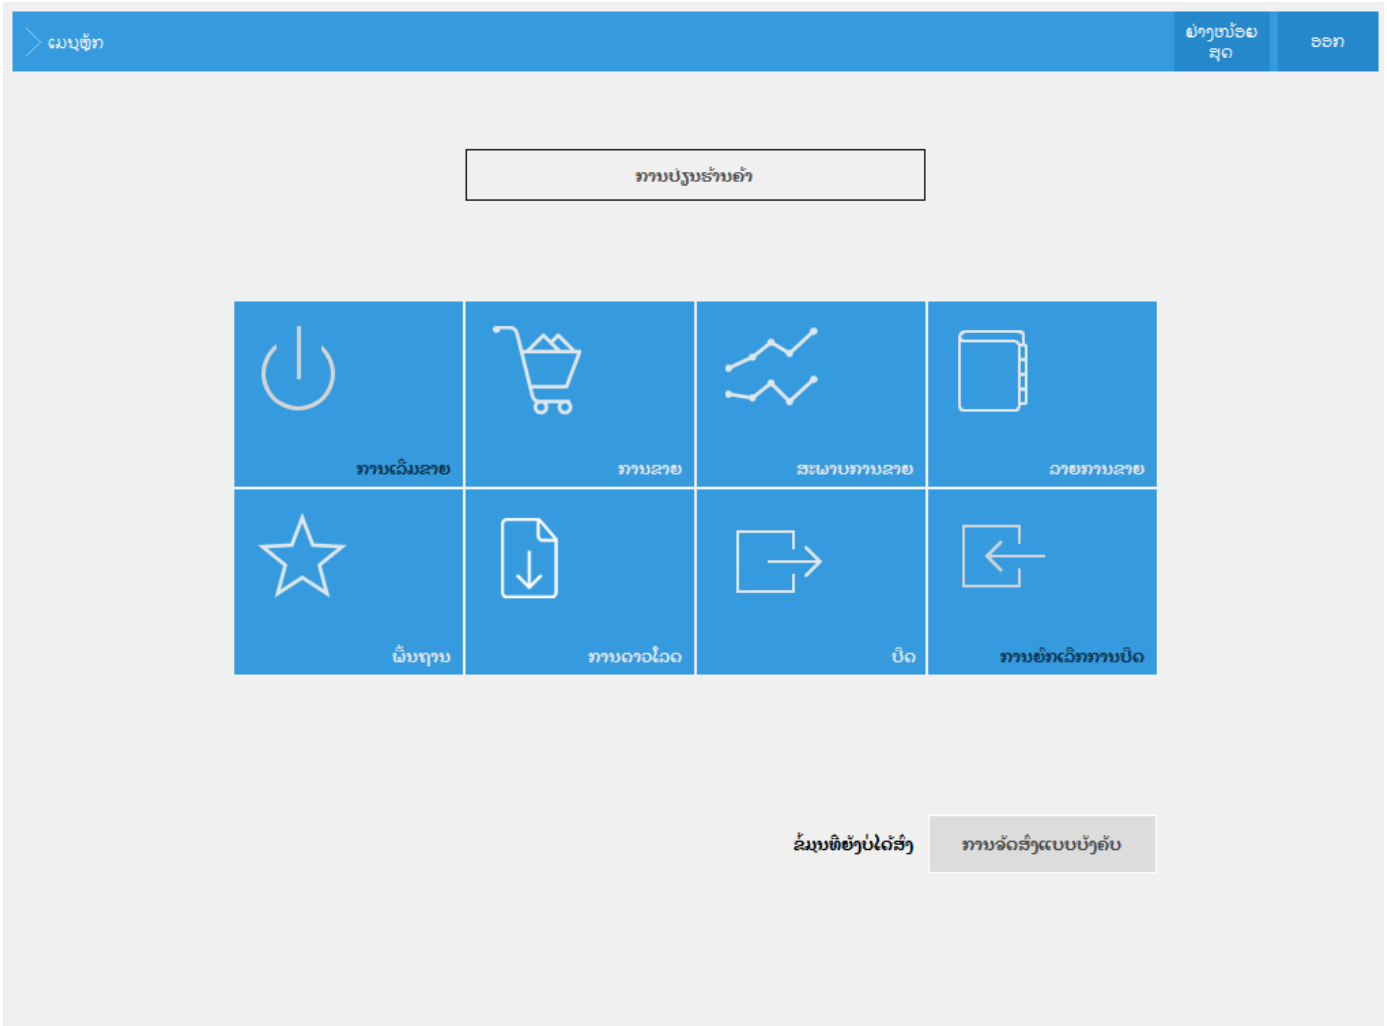 ເມນູຫຼັກ
ຢ່າງໜ້ອຍ
ສຸດ
ອອກ
ການປ່ຽນຮ້ານຄ້າ
ການເລີ່ມຂາຍ
ການຂາຍ
ສະພາບການຂາຍ
ລາຍການຂາຍ
ພື້ນຖານ
ການດາວໂລດ
ປິດ
ການຍົກເລີກການປິດ
ຂໍ້ມູນທີ່ຍັງບໍ່ໄດ້ສົ່ງ
ການຈັດສົ່ງແບບບັງຄັບ